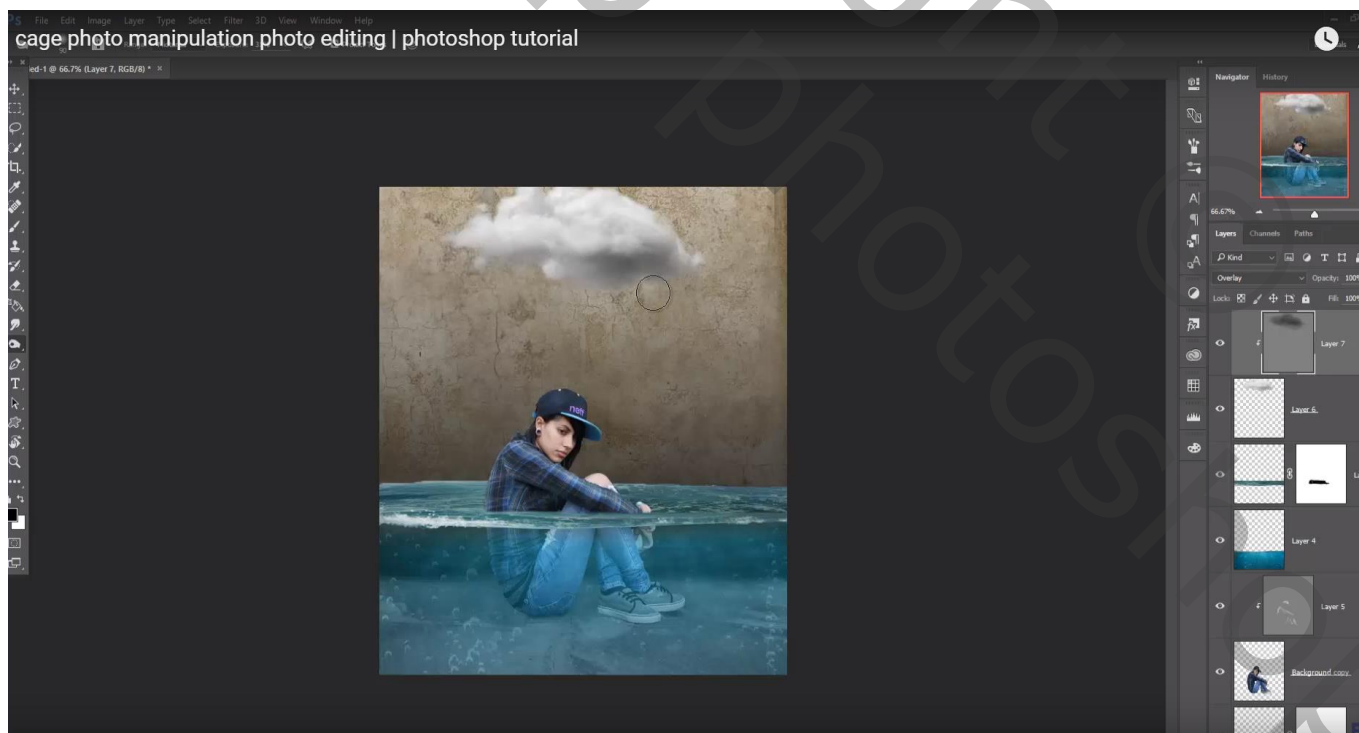 File Edit Image Layer Type Select Filter 3D View Window Help
cage photo manipulation photo editing | photoshop tutorial
ed-1 @ 66.7% (Layer 7, RGB/8) * ×
Navigator History
66.67%
Layers Channels Paths
Kind
Overlay Opacity: 100%
Lock: Fill: 100%
Layer 7
Layer 6
Layer 4
Layer 5
Background copy
photosho